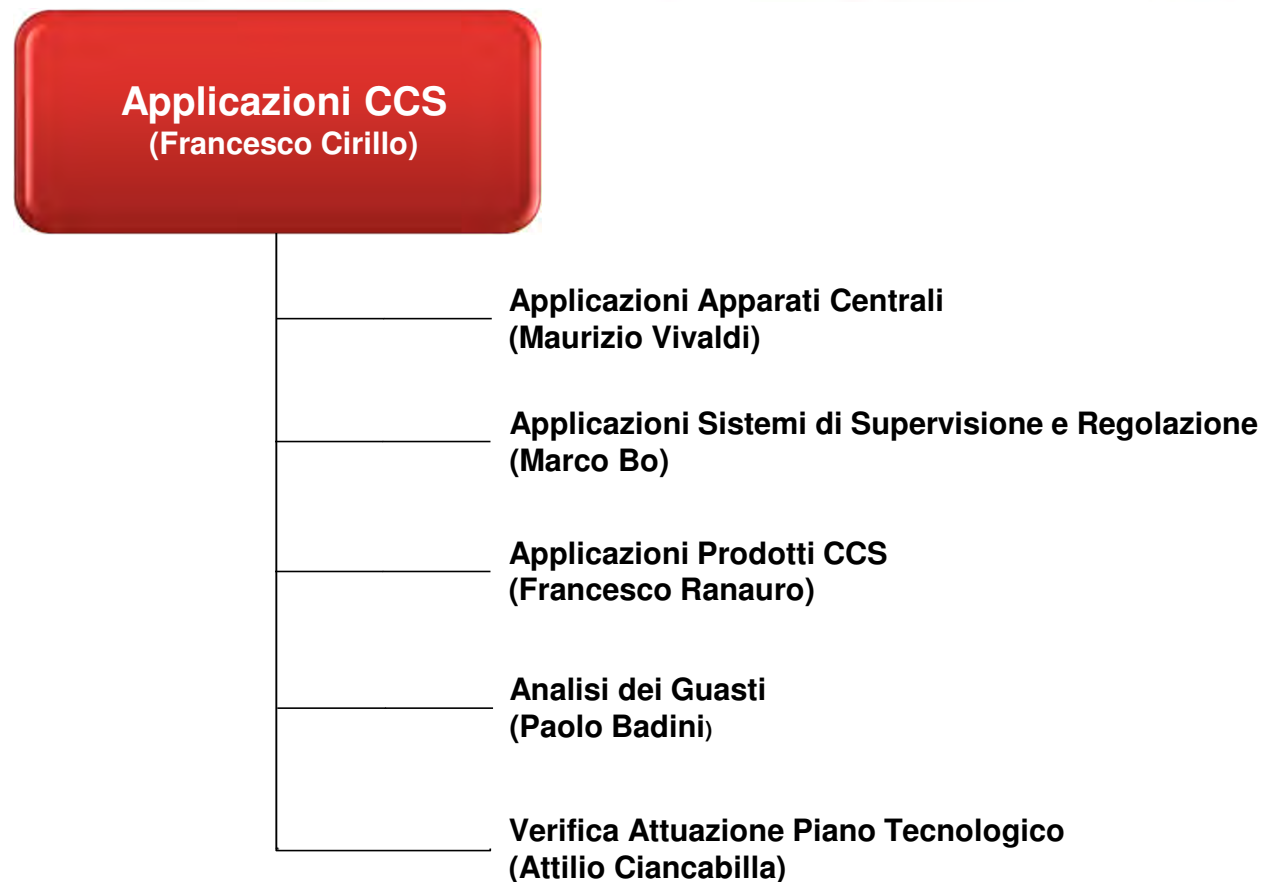 Applicazioni CCS
(Francesco Cirillo)
Applicazioni Apparati Centrali
(Maurizio Vivaldi)
Applicazioni Sistemi di Supervisione e Regolazione
(Marco Bo)
Applicazioni Prodotti CCS
(Francesco Ranauro)
Analisi dei Guasti
(Paolo Badini)
Verifica Attuazione Piano Tecnologico
(Attilio Ciancabilla)